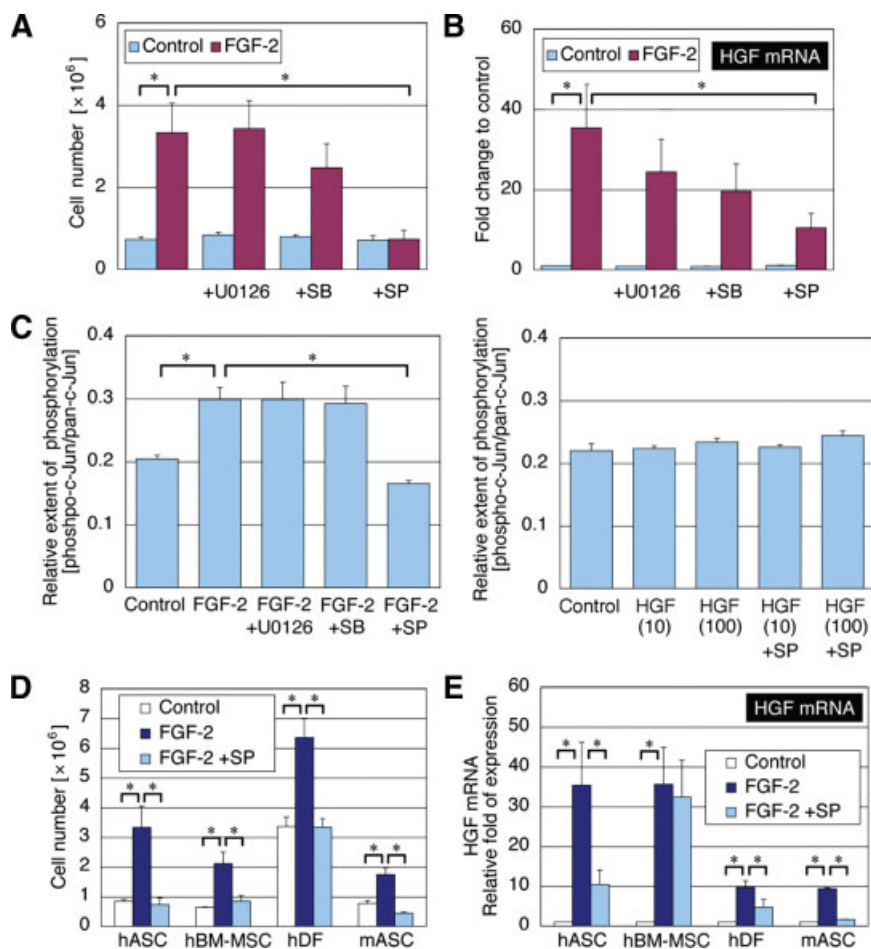 A
Control FGF-2
Cell number [×10⁶]
6
4
2
0
* *
+U0126 +SB +SP
B
Control FGF-2 HGF mRNA
Fold change to control
60
40
20
0
* *
+U0126 +SB +SP
C
Relative extent of phosphorylation
[phoshpo-c-Jun/pan-c-Jun]
0.4
0.3
0.2
0.1
0
* *
Control FGF-2 FGF-2 FGF-2 FGF-2
+U0126 +SB +SP
Relative extent of phosphorylation
[phospho-c-Jun/pan-c-Jun]
0.4
0.3
0.2
0.1
0
Control HGF HGF HGF HGF
(10) (100) (10) (100)
+SP +SP
D
Cell number [×10⁶]
8
7
6
5
4
3
2
1
0
Control
FGF-2
FGF-2 +SP
* * * * * * * *
hASC hBM-MSC hDF mASC
E
HGF mRNA
HGF mRNA
Relative fold of expression
60
50
40
30
20
10
0
Control
FGF-2
FGF-2 +SP
* * * * * * *
hASC hBM-MSC hDF mASC